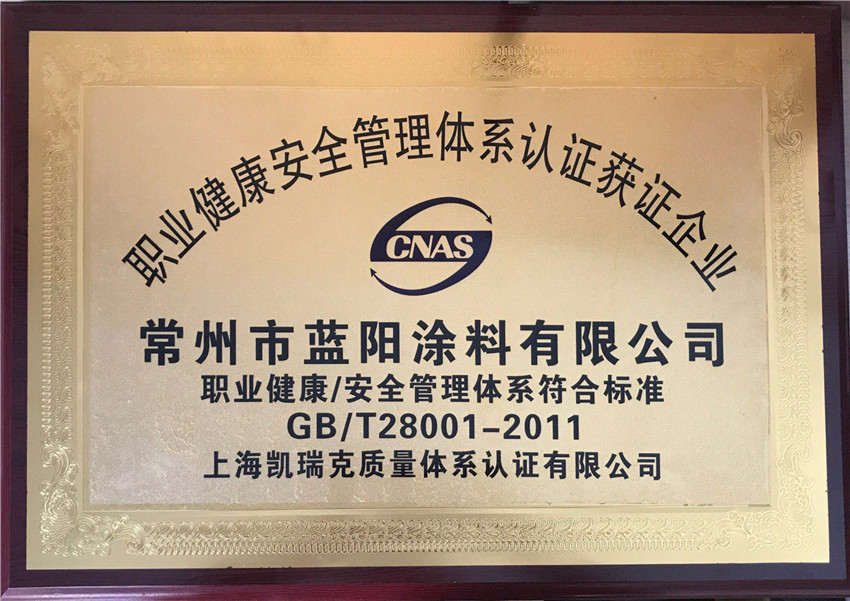 职业健康安全管理体系认证获证企业
CNAS
常州市蓝阳涂料有限公司
职业健康/安全管理体系符合标准
GB/T28001-2011
上海凯瑞克质量体系认证有限公司